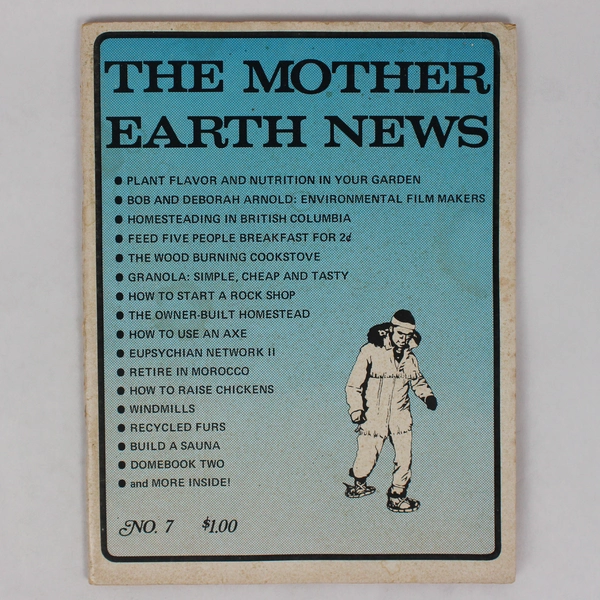 THE MOTHER
EARTH NEWS
● PLANT FLAVOR AND NUTRITION IN YOUR GARDEN
● BOB AND DEBORAH ARNOLD: ENVIRONMENTAL FILM MAKERS
● HOMESTEADING IN BRITISH COLUMBIA
● FEED FIVE PEOPLE BREAKFAST FOR 2¢
● THE WOOD BURNING COOKSTOVE
● GRANOLA: SIMPLE, CHEAP AND TASTY
● HOW TO START A ROCK SHOP
● THE OWNER-BUILT HOMESTEAD
● HOW TO USE AN AXE
● EUPSYCHIAN NETWORK II
● RETIRE IN MOROCCO
● HOW TO RAISE CHICKENS
● WINDMILLS
● RECYCLED FURS
● BUILD A SAUNA
● DOMEBOOK TWO
● and MORE INSIDE!
NO. 7 $1.00